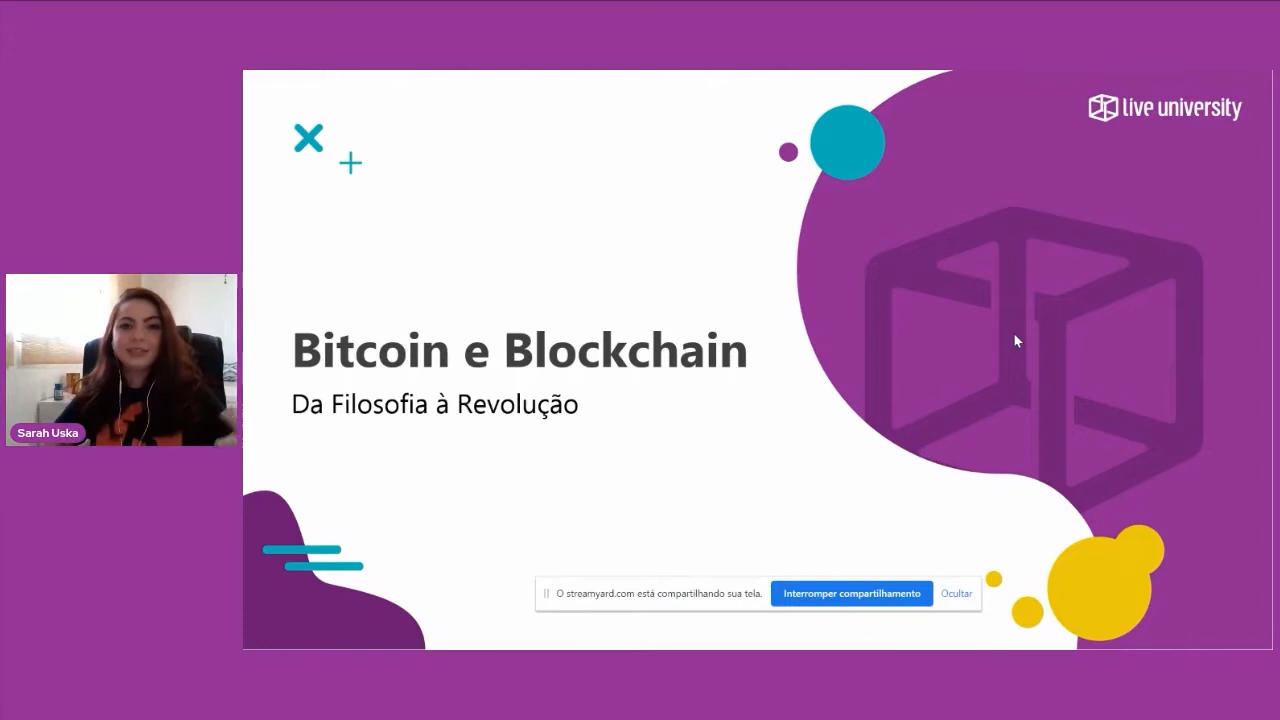 live university
Bitcoin e Blockchain
Da Filosofia à Revolução
Sarah Uska
O streamyard.com está compartilhando sua tela. Interromper compartilhamento Ocultar